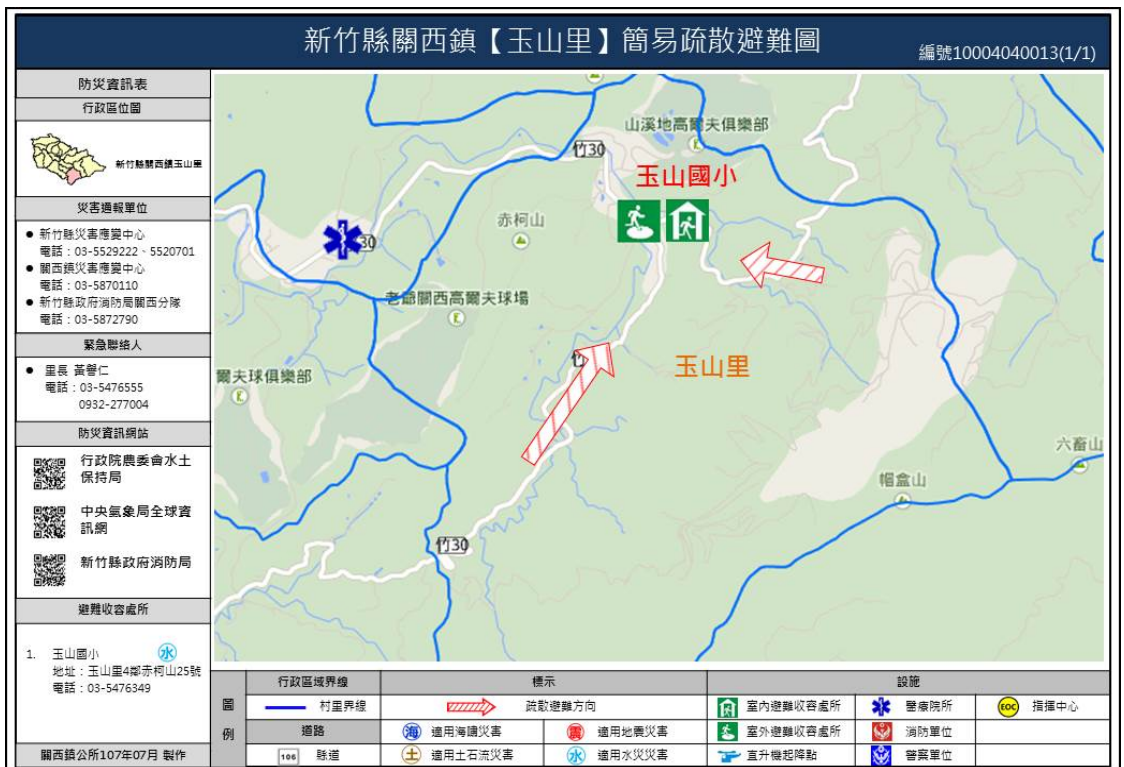 新竹縣關西鎮【玉山里】簡易疏散避難圖
編號10004040013(1/1)
防災資訊表
行政區位圖
新竹縣關西鎮玉山里
災害通報單位
● 新竹縣災害應變中心
電話：03-5529222、5520701
● 關西鎮災害應變中心
電話：03-5870110
● 新竹縣政府消防局關西分隊
電話：03-5872790
緊急聯絡人
● 里長 黃譽仁
電話：03-5476555
0932-277004
防災資訊網站
行政院農委會水土
保持局
中央氣象局全球資
訊網
新竹縣政府消防局
避難收容處所
1. 玉山國小 水
地址：玉山里4鄰赤柯山25號
電話：03-5476349
關西鎮公所107年07月 製作
山溪地高爾夫俱樂部
竹30
玉山國小
赤柯山
30
老爺關西高爾夫球場
竹
玉山里
爾夫球俱樂部
六畜山
帽盒山
竹30
圖例
行政區域界線
標示
設施
村里界線
疏散避難方向
室內避難收容處所
醫療院所
EOC 指揮中心
道路
海 適用海嘯災害
震 適用地震災害
室外避難收容處所
消防單位
106 縣道
土 適用土石流災害
水 適用水災災害
直升機起降點
警察單位